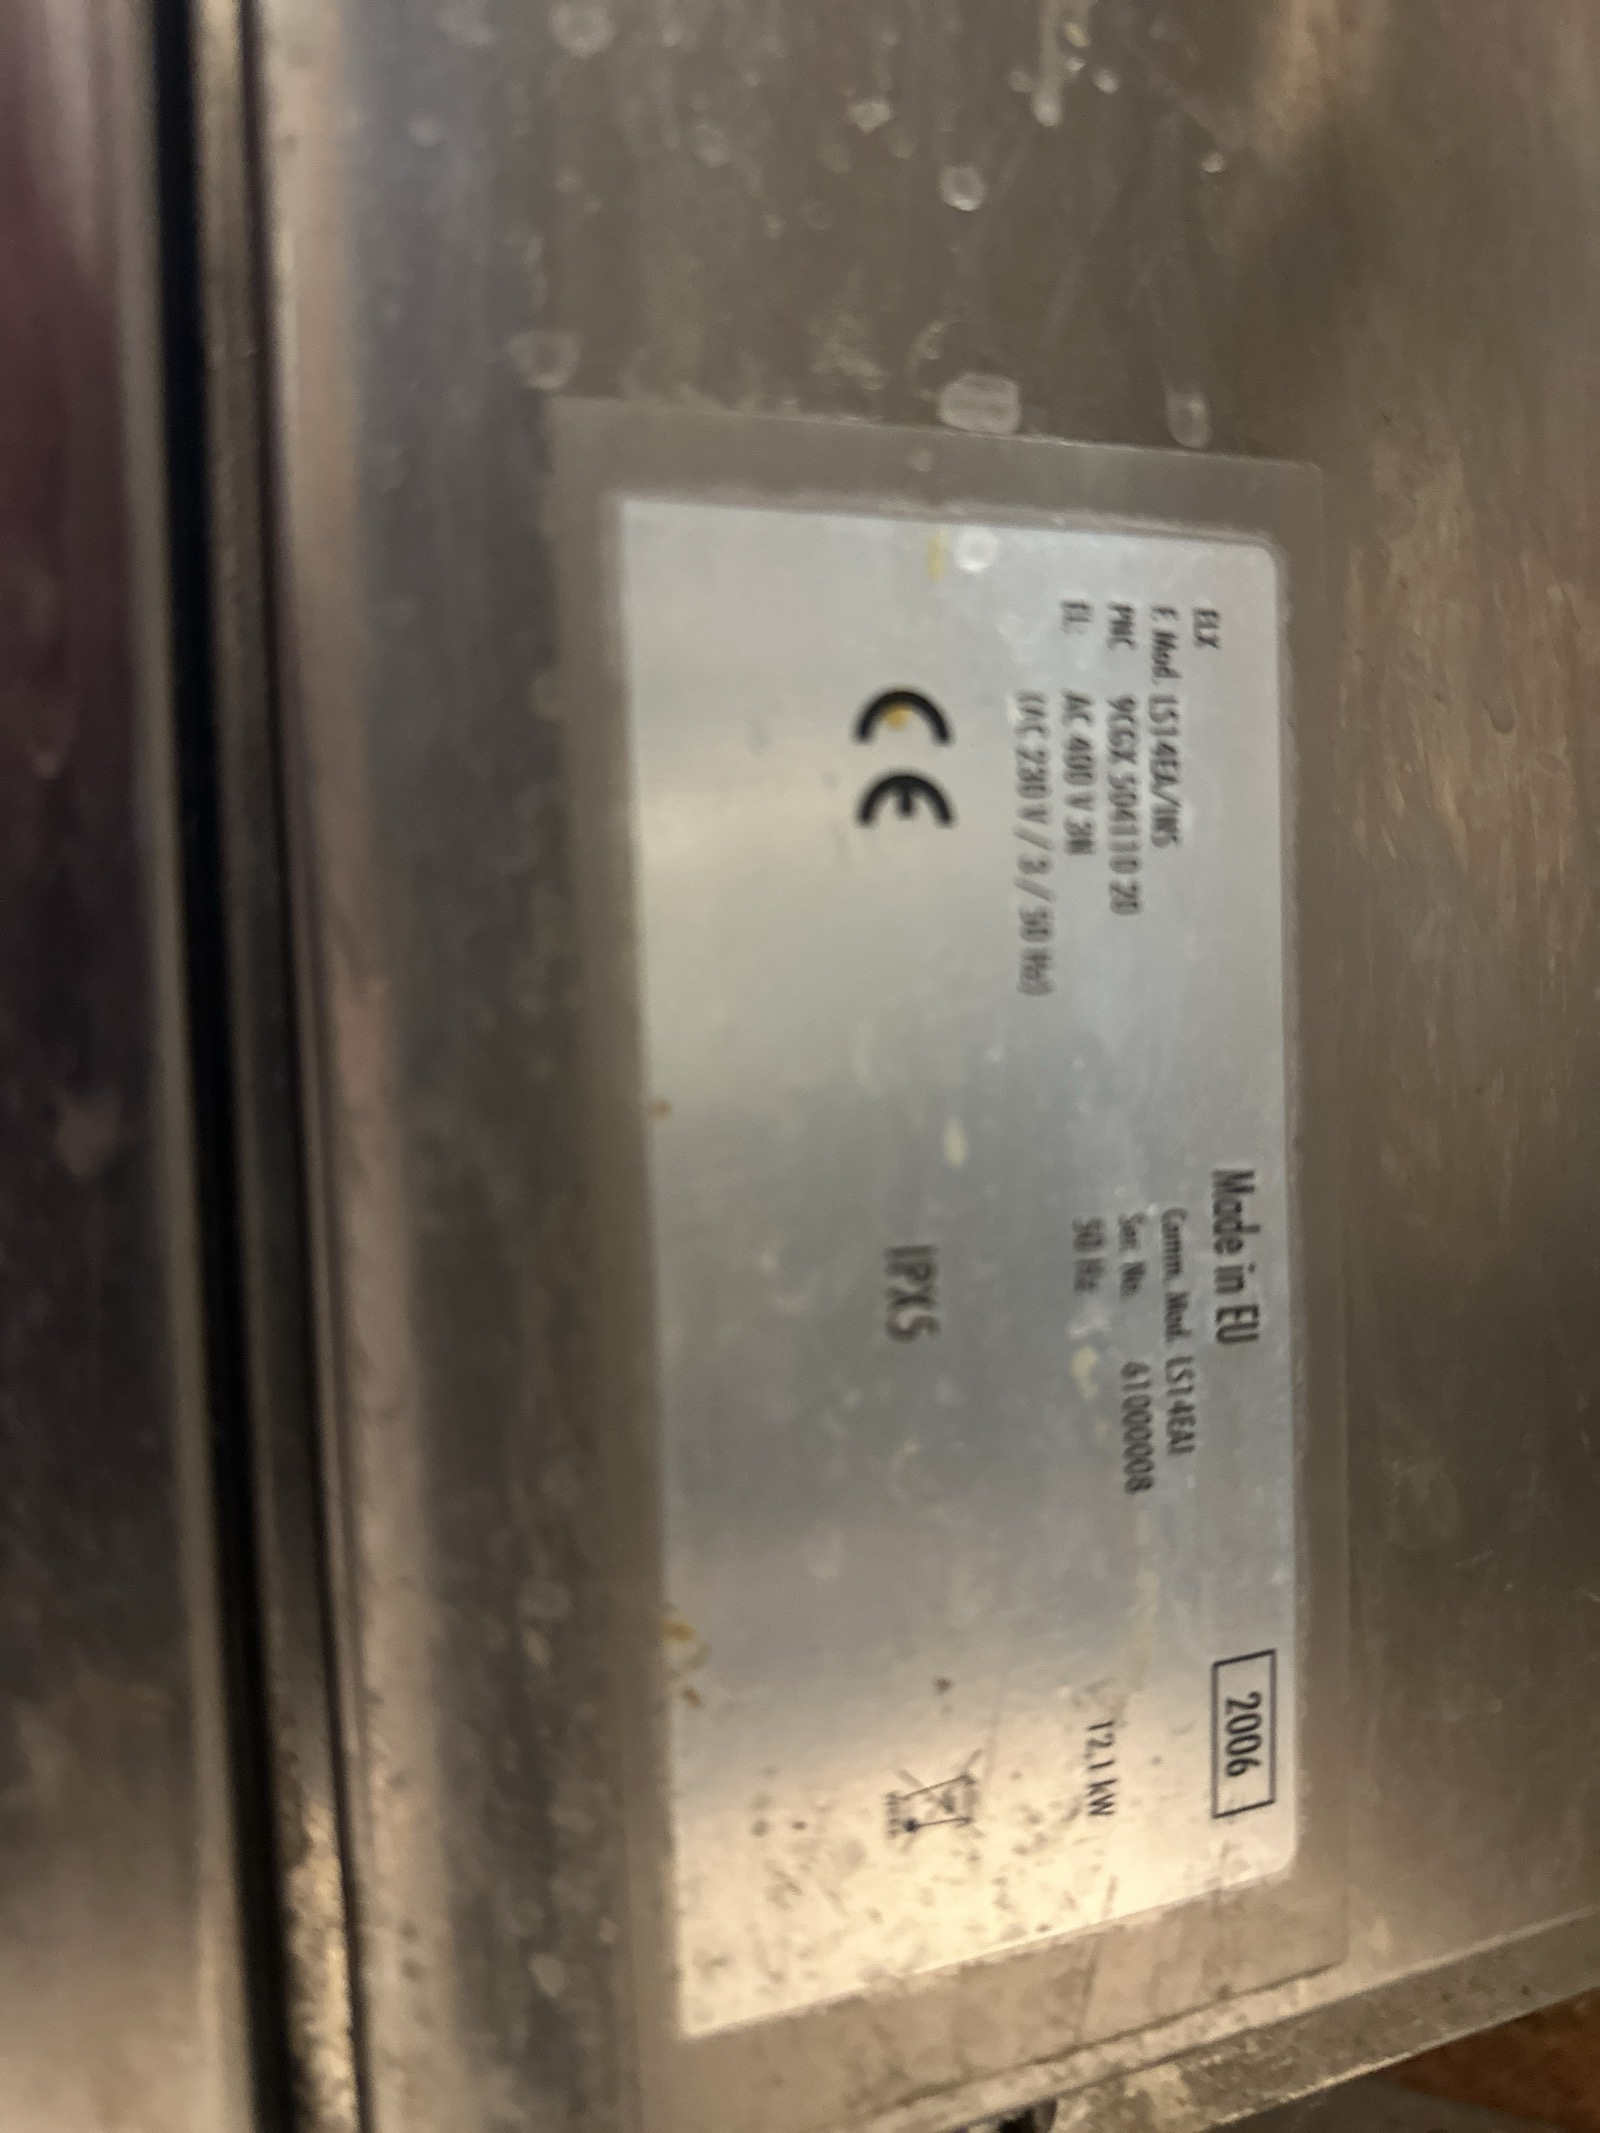 Made in EU
2006
ELX
F. Mod. LS14EA/INS
Comm. Mod. LS14EAI
PNC 9CGX 504110 20
Ser. No. 61000008
EL: AC 400 V 3N
50 Hz
12,1 kW
(AC 230 V / 3 / 50 Hz)
CE
IPX5